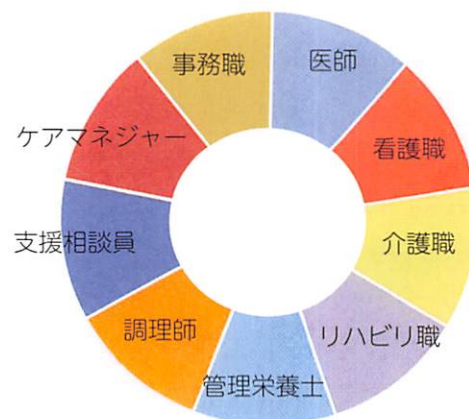 医師
看護職
介護職
リハビリ職
管理栄養士
調理師
支援相談員
ケアマネジャー
事務職